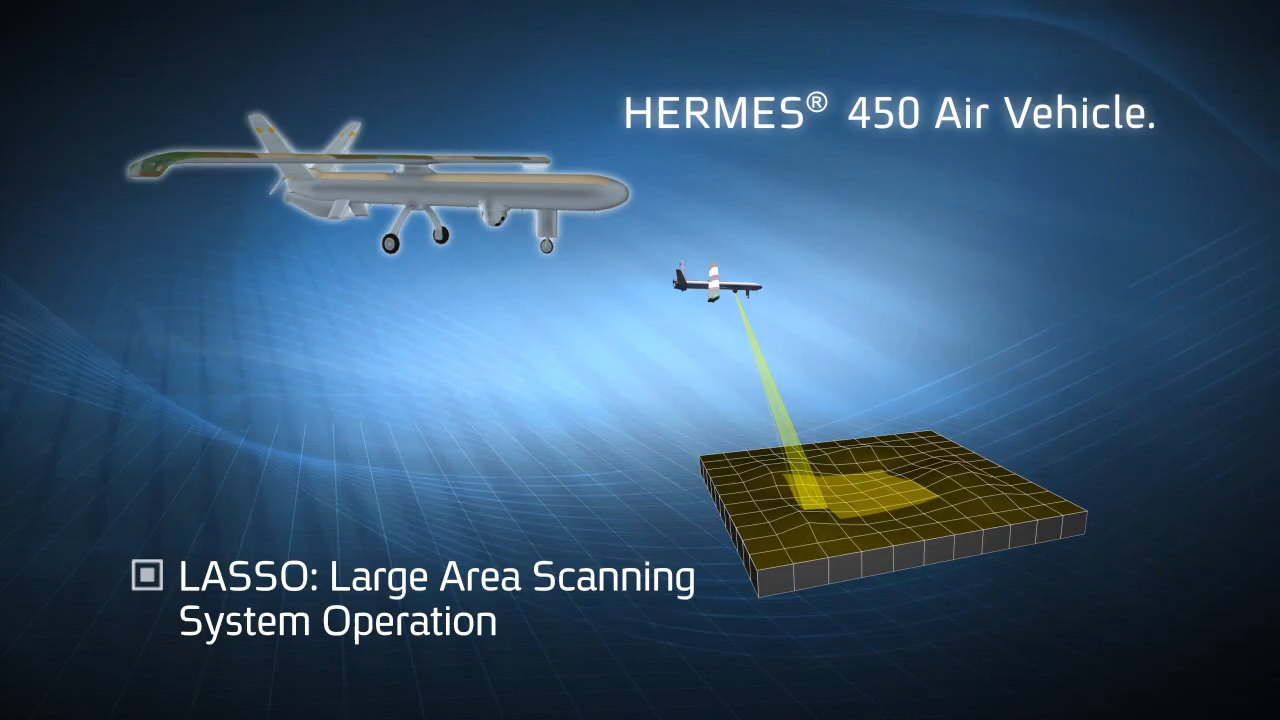 HERMES® 450 Air Vehicle.
LASSO: Large Area Scanning
System Operation